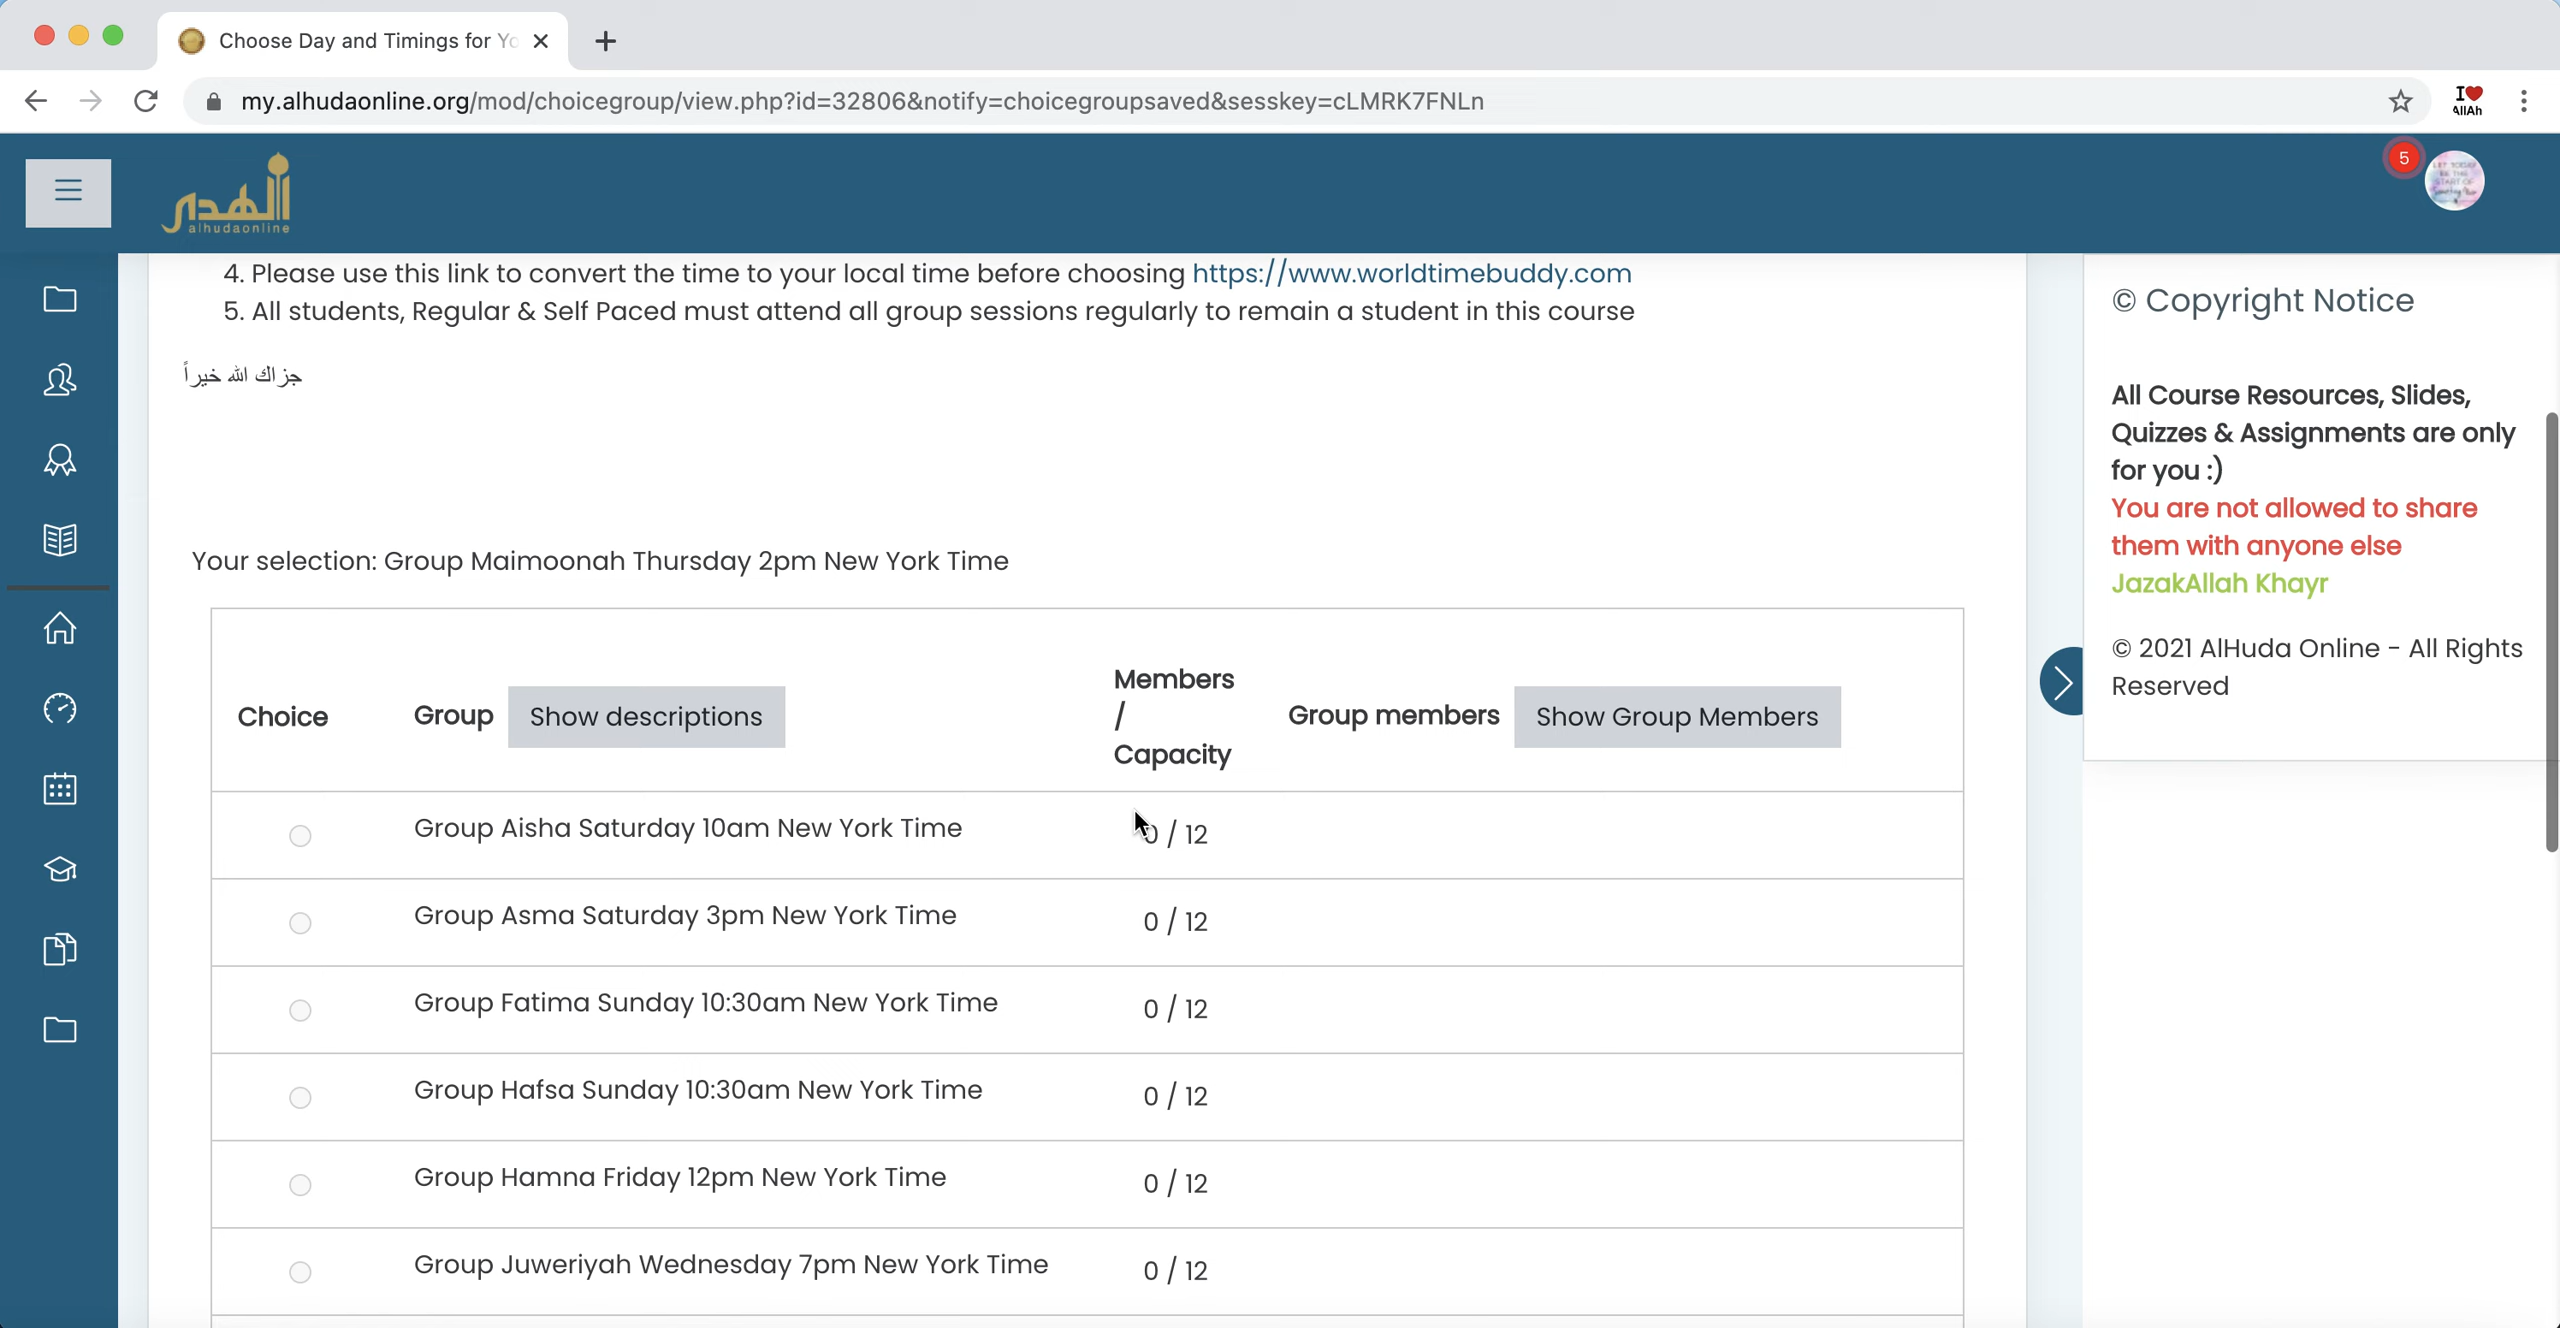 Choose Day and Timings for Yo
my.alhudaonline.org/mod/choicegroup/view.php?id=32806&notify=choicegroupsaved&sesskey=cLMRK7FNLn
I❤
AllAh
الهدى
alhudaonline
5
4. Please use this link to convert the time to your local time before choosing https://www.worldtimebuddy.com
5. All students, Regular & Self Paced must attend all group sessions regularly to remain a student in this course
جزاك الله خيراً
Your selection: Group Maimoonah Thursday 2pm New York Time
Choice Group Show descriptions Members / Capacity Group members Show Group Members
Group Aisha Saturday 10am New York Time 0 / 12
Group Asma Saturday 3pm New York Time 0 / 12
Group Fatima Sunday 10:30am New York Time 0 / 12
Group Hafsa Sunday 10:30am New York Time 0 / 12
Group Hamna Friday 12pm New York Time 0 / 12
Group Juweriyah Wednesday 7pm New York Time 0 / 12
© Copyright Notice
All Course Resources, Slides,
Quizzes & Assignments are only
for you :)
You are not allowed to share
them with anyone else
JazakAllah Khayr
© 2021 AlHuda Online - All Rights
Reserved